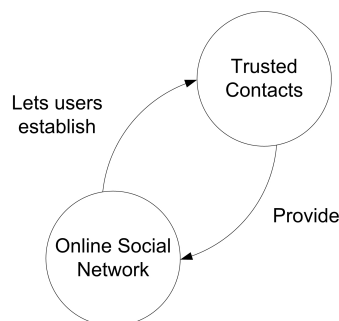 Trusted
Contacts
Lets users
establish
Provide
Online Social
Network